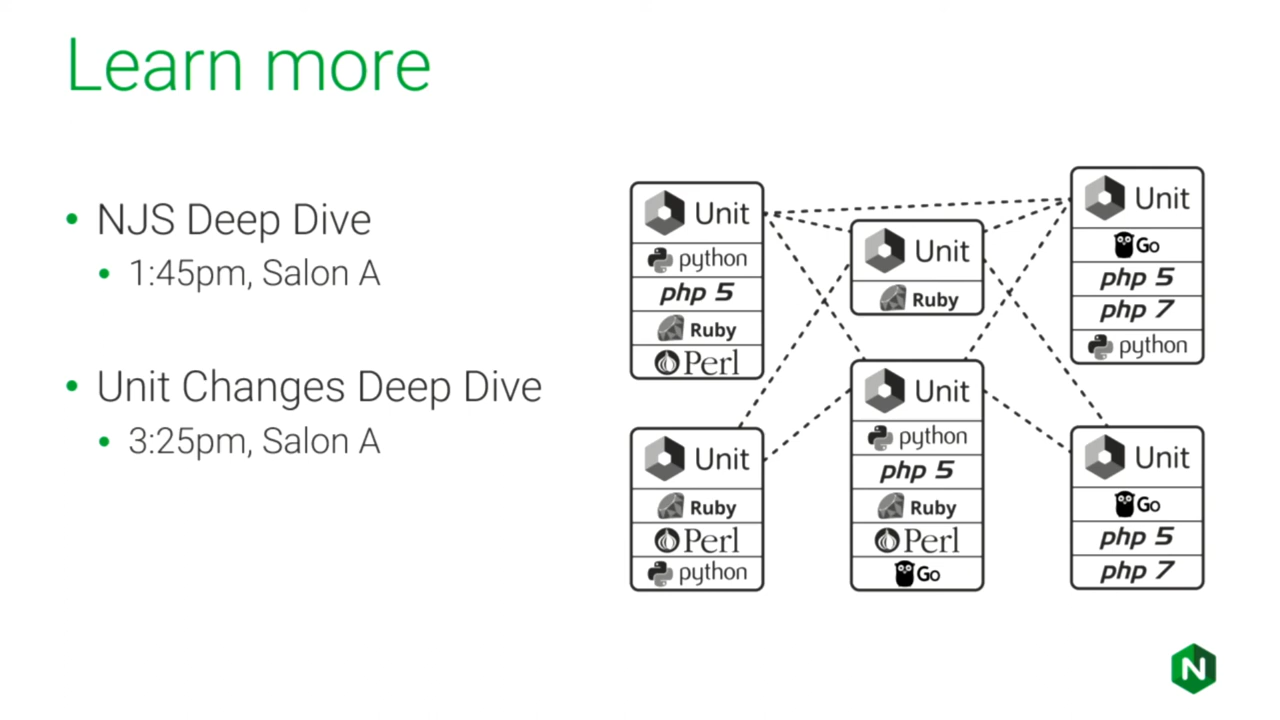 Learn more
• NJS Deep Dive
• 1:45pm, Salon A
• Unit Changes Deep Dive
• 3:25pm, Salon A
Unit
python
php 5
Ruby
Perl
Unit
Ruby
Unit
Go
php 5
php 7
python
Unit
Ruby
Perl
python
Unit
python
php 5
Ruby
Perl
Go
Unit
Go
php 5
php 7
N